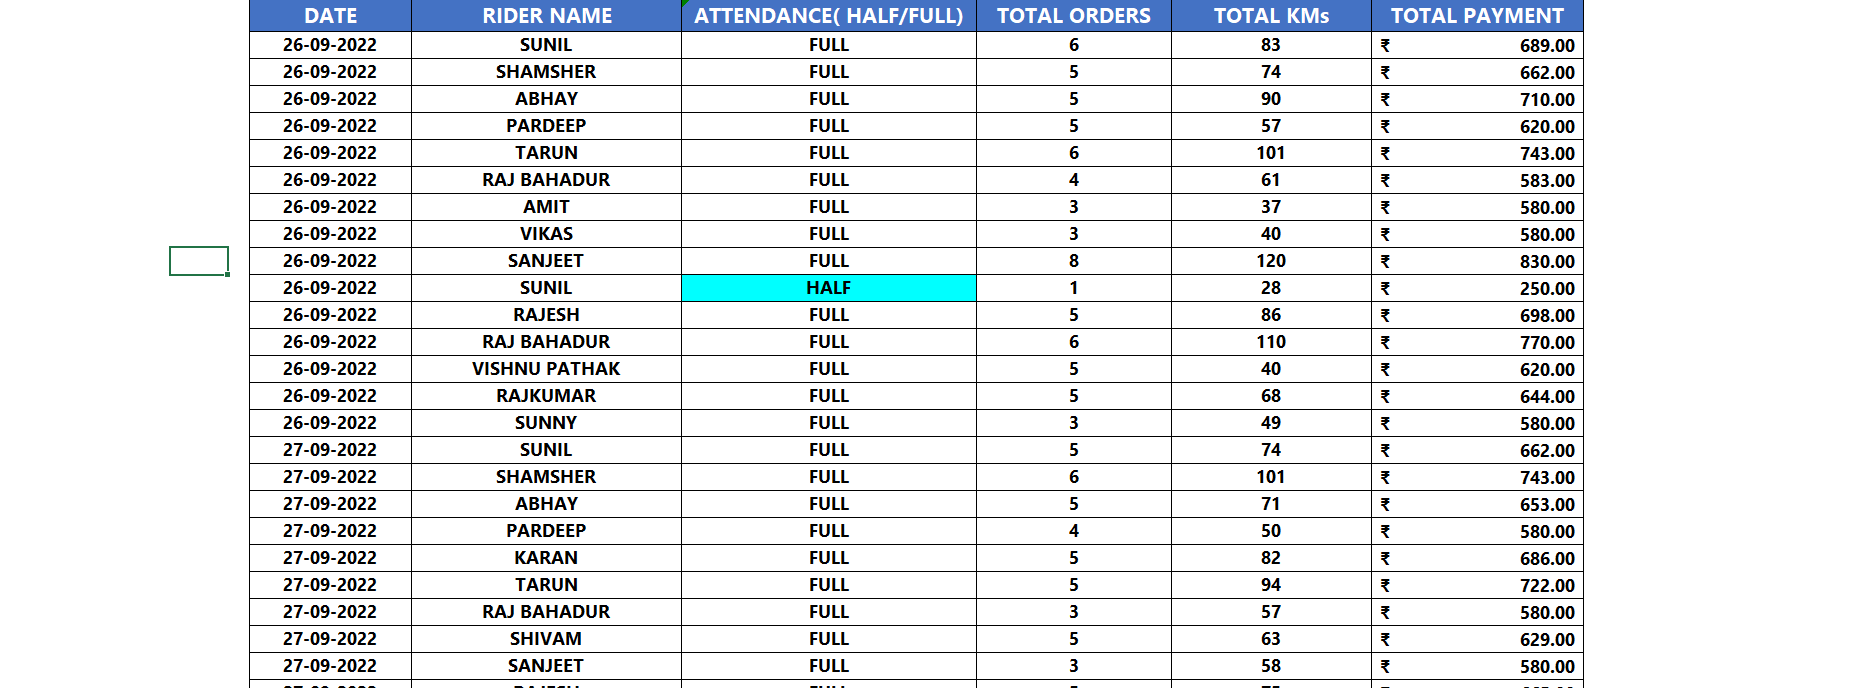 DATE RIDER NAME ATTENDANCE( HALF/FULL) TOTAL ORDERS TOTAL KMs TOTAL PAYMENT
26-09-2022 SUNIL FULL 6 83 ₹ 689.00
26-09-2022 SHAMSHER FULL 5 74 ₹ 662.00
26-09-2022 ABHAY FULL 5 90 ₹ 710.00
26-09-2022 PARDEEP FULL 5 57 ₹ 620.00
26-09-2022 TARUN FULL 6 101 ₹ 743.00
26-09-2022 RAJ BAHADUR FULL 4 61 ₹ 583.00
26-09-2022 AMIT FULL 3 37 ₹ 580.00
26-09-2022 VIKAS FULL 3 40 ₹ 580.00
26-09-2022 SANJEET FULL 8 120 ₹ 830.00
26-09-2022 SUNIL HALF 1 28 ₹ 250.00
26-09-2022 RAJESH FULL 5 86 ₹ 698.00
26-09-2022 RAJ BAHADUR FULL 6 110 ₹ 770.00
26-09-2022 VISHNU PATHAK FULL 5 40 ₹ 620.00
26-09-2022 RAJKUMAR FULL 5 68 ₹ 644.00
26-09-2022 SUNNY FULL 3 49 ₹ 580.00
27-09-2022 SUNIL FULL 5 74 ₹ 662.00
27-09-2022 SHAMSHER FULL 6 101 ₹ 743.00
27-09-2022 ABHAY FULL 5 71 ₹ 653.00
27-09-2022 PARDEEP FULL 4 50 ₹ 580.00
27-09-2022 KARAN FULL 5 82 ₹ 686.00
27-09-2022 TARUN FULL 5 94 ₹ 722.00
27-09-2022 RAJ BAHADUR FULL 3 57 ₹ 580.00
27-09-2022 SHIVAM FULL 5 63 ₹ 629.00
27-09-2022 SANJEET FULL 3 58 ₹ 580.00